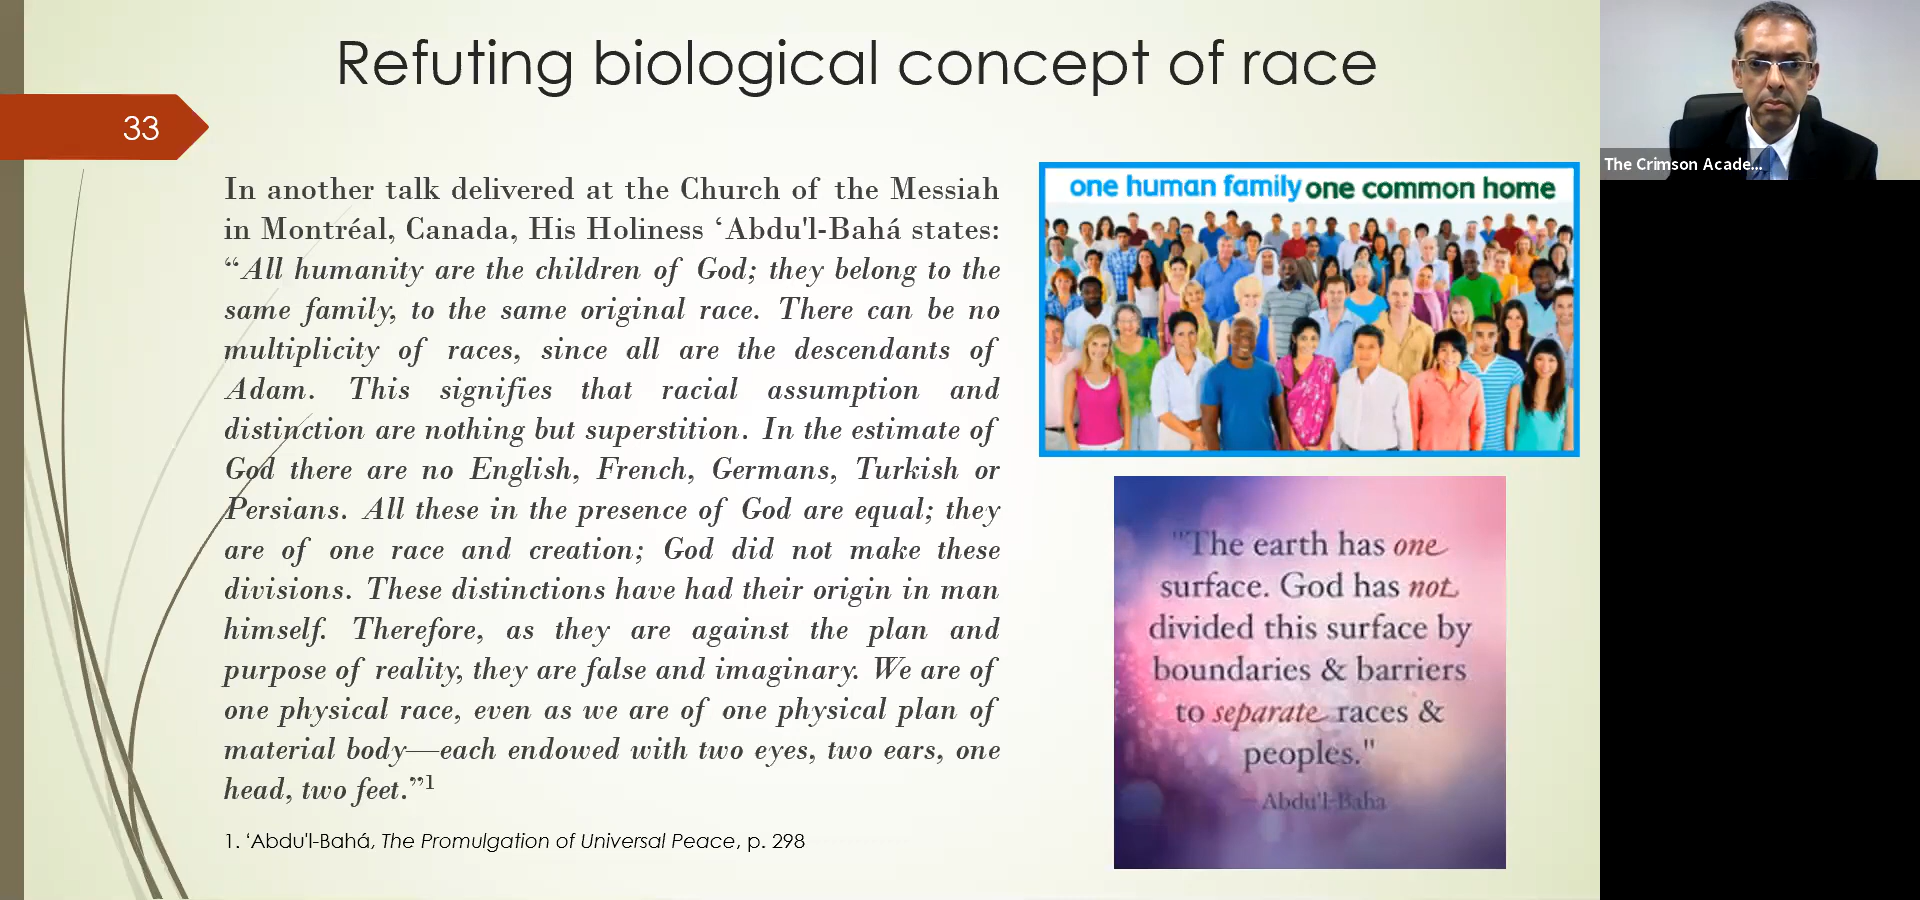 Refuting biological concept of race
33
In another talk delivered at the Church of the Messiah
in Montréal, Canada, His Holiness ‘Abdu'l-Bahá states:
“All humanity are the children of God; they belong to the
same family, to the same original race. There can be no
multiplicity of races, since all are the descendants of
Adam. This signifies that racial assumption and
distinction are nothing but superstition. In the estimate of
God there are no English, French, Germans, Turkish or
Persians. All these in the presence of God are equal; they
are of one race and creation; God did not make these
divisions. These distinctions have had their origin in man
himself. Therefore, as they are against the plan and
purpose of reality, they are false and imaginary. We are of
one physical race, even as we are of one physical plan of
material body—each endowed with two eyes, two ears, one
head, two feet.”¹
1. ‘Abdu'l-Bahá, The Promulgation of Universal Peace, p. 298
one human family one common home
"The earth has one
surface. God has not
divided this surface by
boundaries & barriers
to separate races &
peoples."
– Abdu'l-Baha
The Crimson Acade...